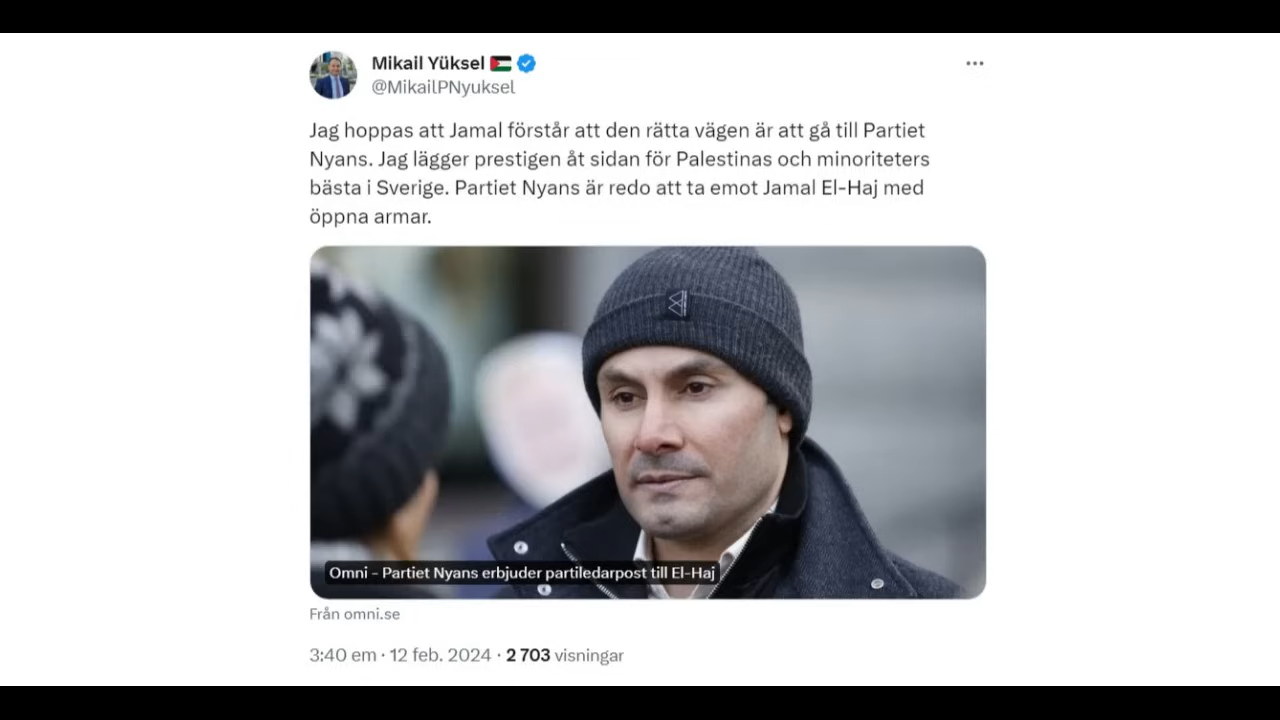 Mikail Yüksel 🇵🇸
@MikailPNyuksel
Jag hoppas att Jamal förstår att den rätta vägen är att gå till Partiet
Nyans. Jag lägger prestigen åt sidan för Palestinas och minoriteters
bästa i Sverige. Partiet Nyans är redo att ta emot Jamal El-Haj med
öppna armar.
Omni - Partiet Nyans erbjuder partiledarpost till El-Haj
Från omni.se
3:40 em · 12 feb. 2024 · 2 703 visningar